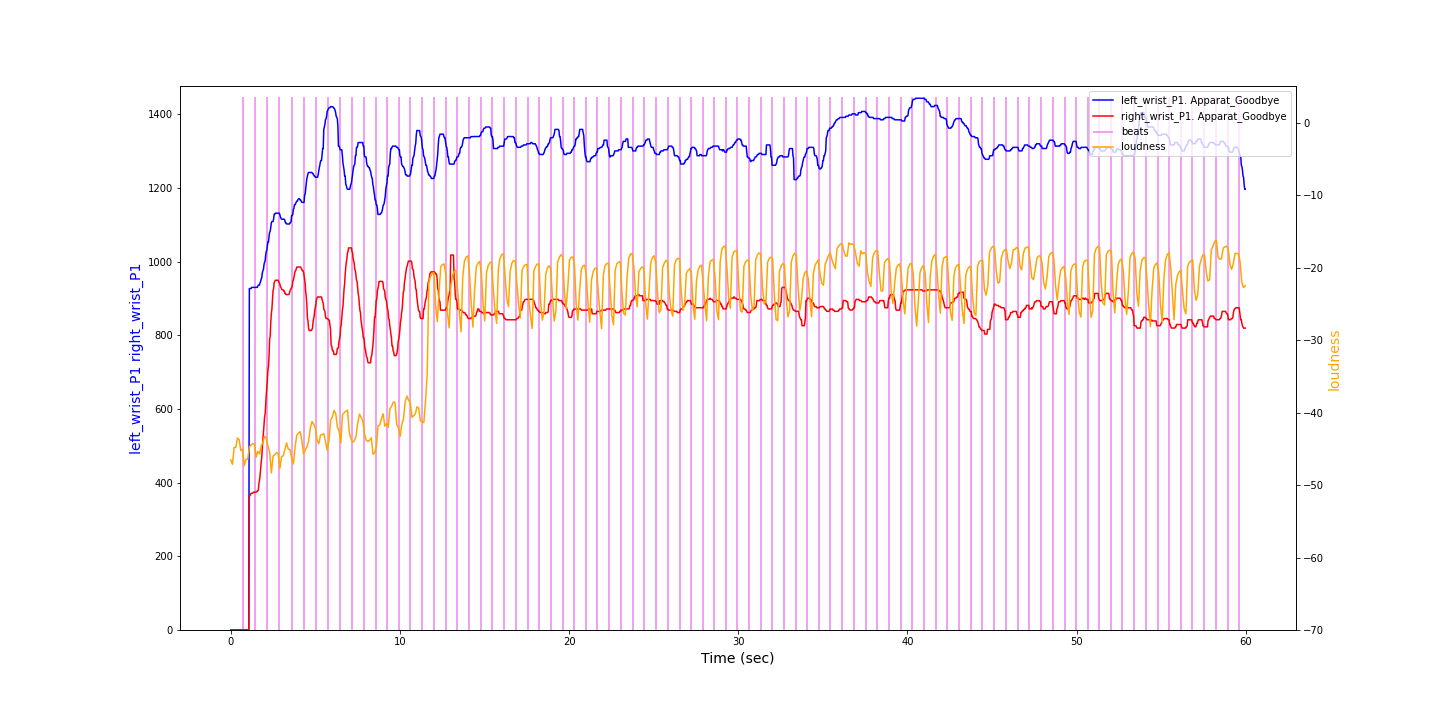 left_wrist_P1. Apparat_Goodbye
right_wrist_P1. Apparat_Goodbye
beats
loudness
1400
1200
1000
800
600
400
200
0
left_wrist_P1 right_wrist_P1
0
−10
−20
−30
−40
−50
−60
−70
loudness
0 10 20 30 40 50 60
Time (sec)